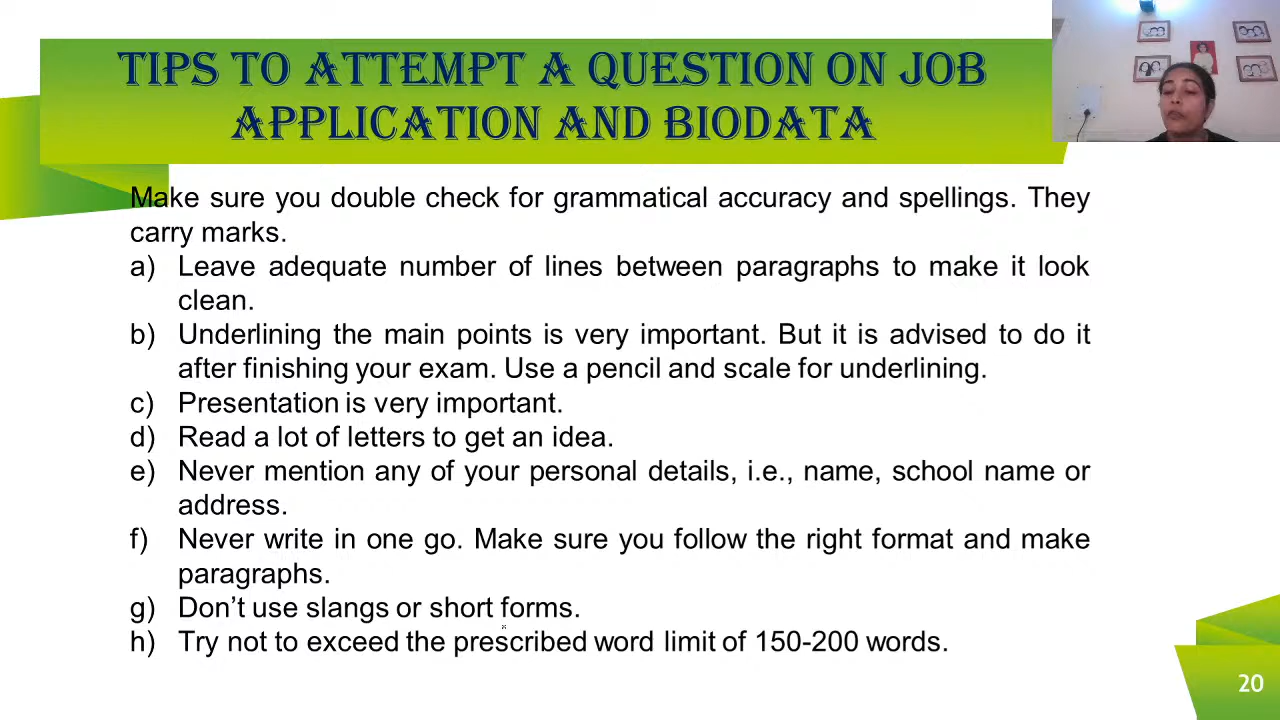 TIPS TO ATTEMPT A QUESTION ON JOB
APPLICATION AND BIODATA
Make sure you double check for grammatical accuracy and spellings. They
carry marks.
a) Leave adequate number of lines between paragraphs to make it look
clean.
b) Underlining the main points is very important. But it is advised to do it
after finishing your exam. Use a pencil and scale for underlining.
c) Presentation is very important.
d) Read a lot of letters to get an idea.
e) Never mention any of your personal details, i.e., name, school name or
address.
f) Never write in one go. Make sure you follow the right format and make
paragraphs.
g) Don’t use slangs or short forms.
h) Try not to exceed the prescribed word limit of 150-200 words.
20